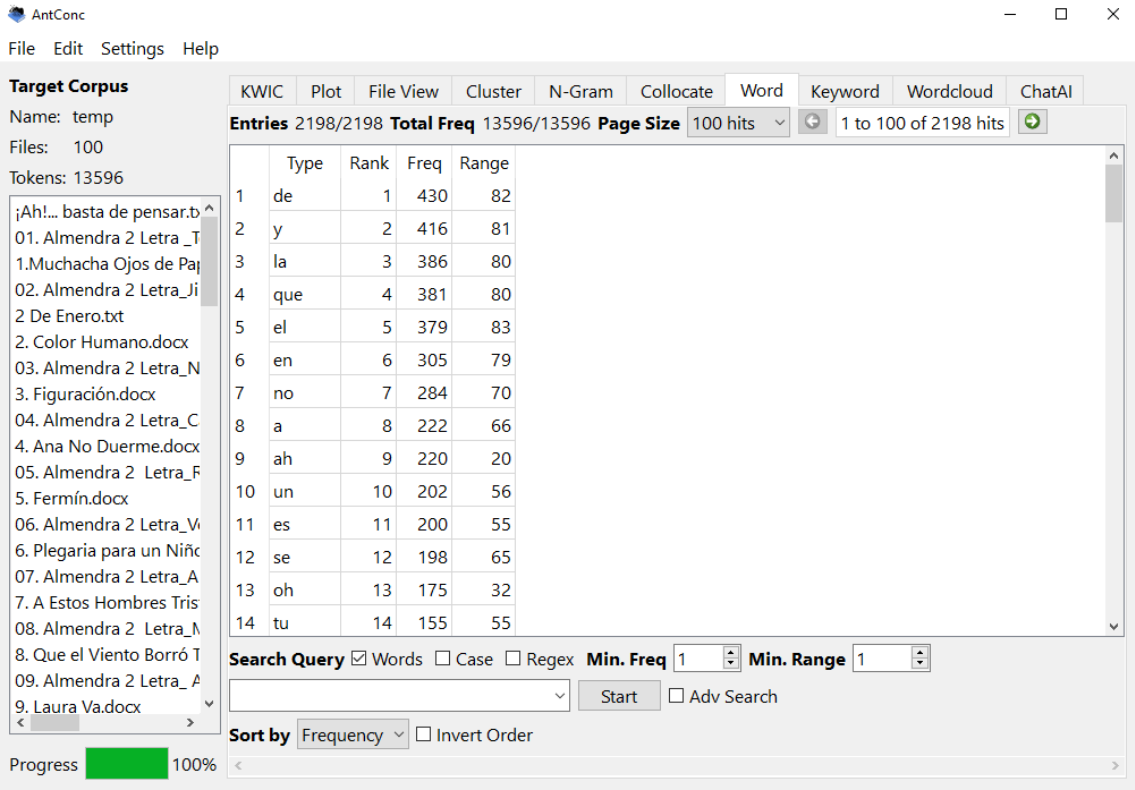 AntConc
File Edit Settings Help
Target Corpus
Name: temp
Files: 100
Tokens: 13596
¡Ah!... basta de pensar.tx
01. Almendra 2 Letra _T
1.Muchacha Ojos de Pap
02. Almendra 2 Letra_Ji
2 De Enero.txt
2. Color Humano.docx
03. Almendra 2 Letra_N
3. Figuración.docx
04. Almendra 2 Letra_C
4. Ana No Duerme.docx
05. Almendra 2 Letra_R
5. Fermín.docx
06. Almendra 2 Letra_V
6. Plegaria para un Niño
07. Almendra 2 Letra_A
7. A Estos Hombres Tris
08. Almendra 2 Letra_M
8. Que el Viento Borró T
09. Almendra 2 Letra_ A
9. Laura Va.docx
Progress 100%
KWIC Plot File View Cluster N-Gram Collocate Word Keyword Wordcloud ChatAI
Entries 2198/2198 Total Freq 13596/13596 Page Size 100 hits 1 to 100 of 2198 hits
Type Rank Freq Range
1 de 1 430 82
2 y 2 416 81
3 la 3 386 80
4 que 4 381 80
5 el 5 379 83
6 en 6 305 79
7 no 7 284 70
8 a 8 222 66
9 ah 9 220 20
10 un 10 202 56
11 es 11 200 55
12 se 12 198 65
13 oh 13 175 32
14 tu 14 155 55
Search Query Words Case Regex Min. Freq 1 Min. Range 1
Start Adv Search
Sort by Frequency Invert Order